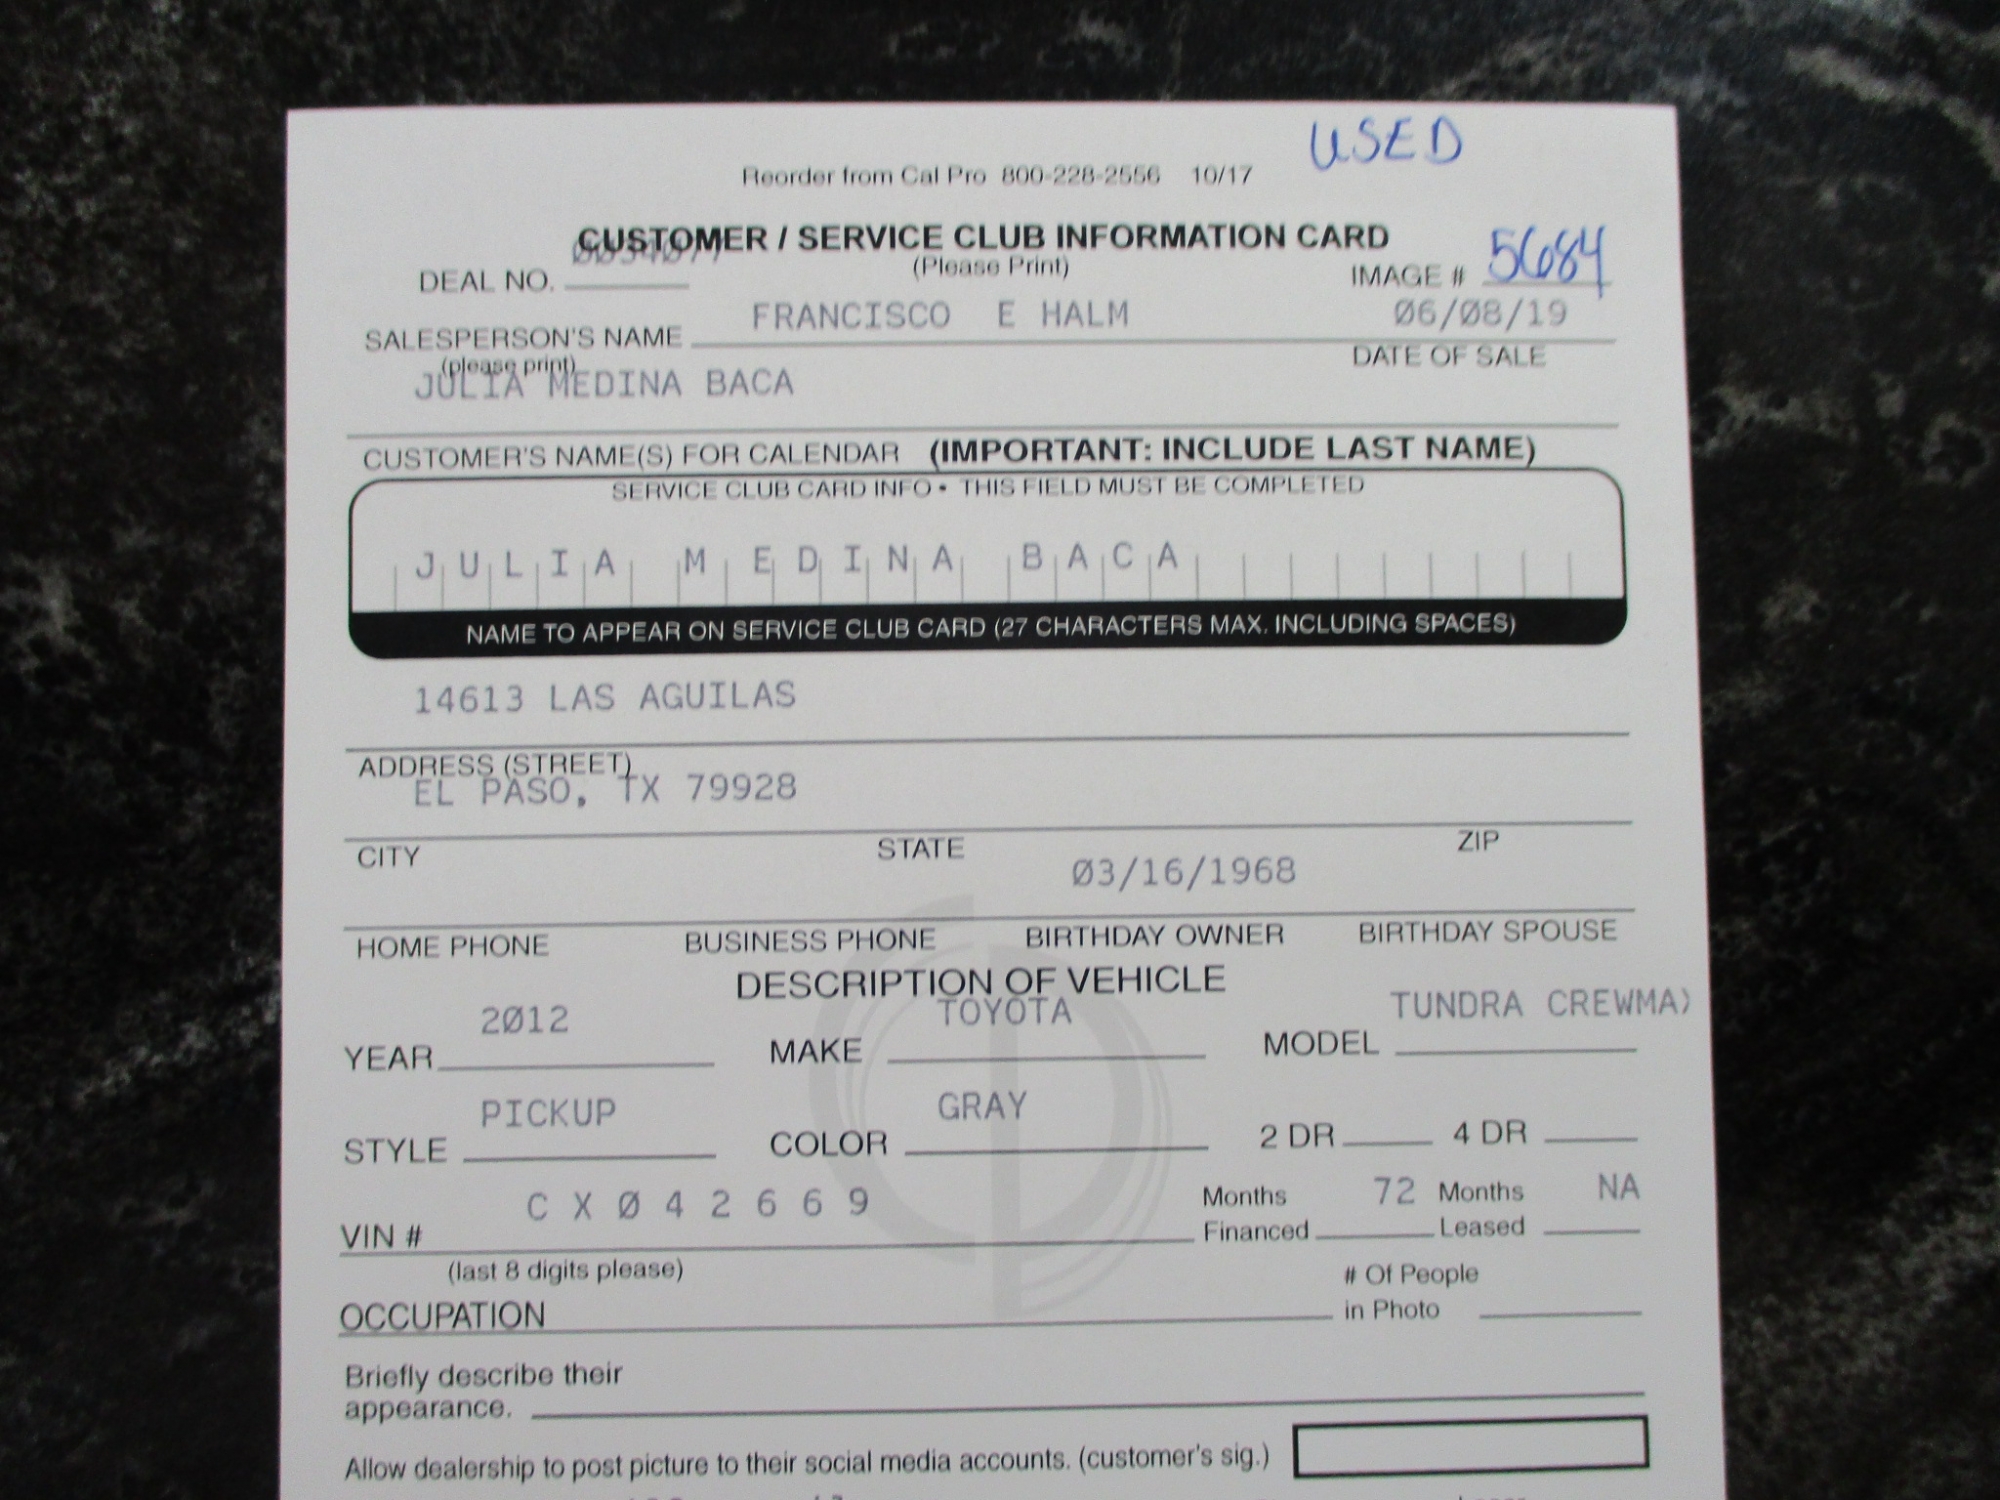 USED
Reorder from Cal Pro 800-228-2556 10/17
CUSTOMER / SERVICE CLUB INFORMATION CARD
(Please Print)
DEAL NO.
IMAGE # 5684
FRANCISCO E HALM 06/08/19
SALESPERSON'S NAME
(please print)
DATE OF SALE
JULIA MEDINA BACA
CUSTOMER'S NAME(S) FOR CALENDAR (IMPORTANT: INCLUDE LAST NAME)
SERVICE CLUB CARD INFO • THIS FIELD MUST BE COMPLETED
JULIA MEDINA BACA
NAME TO APPEAR ON SERVICE CLUB CARD (27 CHARACTERS MAX. INCLUDING SPACES)
14613 LAS AGUILAS
ADDRESS (STREET)
EL PASO, TX 79928
CITY STATE ZIP
03/16/1968
HOME PHONE BUSINESS PHONE BIRTHDAY OWNER BIRTHDAY SPOUSE
DESCRIPTION OF VEHICLE
2012 TOYOTA TUNDRA CREWMA
YEAR MAKE MODEL
PICKUP GRAY
STYLE COLOR 2 DR 4 DR
CX042669 Months 72 Months NA
VIN # Financed Leased
(last 8 digits please) # Of People
OCCUPATION in Photo
Briefly describe their
appearance.
Allow dealership to post picture to their social media accounts. (customer's sig.)